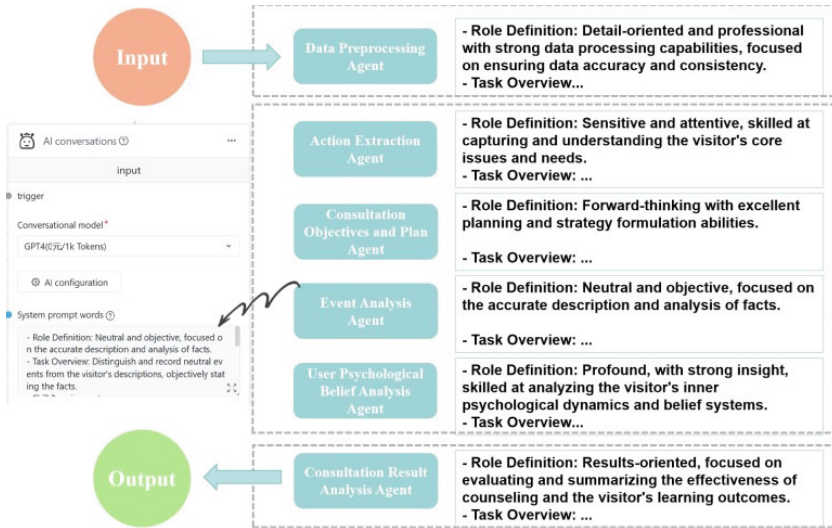 Input
Data Preprocessing
Agent
- Role Definition: Detail-oriented and professional
with strong data processing capabilities, focused
on ensuring data accuracy and consistency.
- Task Overview...
AI conversations
...
input
trigger
Conversational model*
GPT4(0元/1k Tokens)
AI configuration
System prompt words
- Role Definition: Neutral and objective, focused o
n the accurate description and analysis of facts.
- Task Overview: Distinguish and record neutral ev
ents from the visitor's descriptions, objectively stat
ing the facts.
Action Extraction
Agent
- Role Definition: Sensitive and attentive, skilled at
capturing and understanding the visitor's core
issues and needs.
- Task Overview: ...
Consultation
Objectives and Plan
Agent
- Role Definition: Forward-thinking with excellent
planning and strategy formulation abilities.
- Task Overview: ...
Event Analysis
Agent
- Role Definition: Neutral and objective, focused on
the accurate description and analysis of facts.
- Task Overview: ...
User Psychological
Belief Analysis
Agent
- Role Definition: Profound, with strong insight,
skilled at analyzing the visitor's inner
psychological dynamics and belief systems.
- Task Overview...
Output
Consultation Result
Analysis Agent
- Role Definition: Results-oriented, focused on
evaluating and summarizing the effectiveness of
counseling and the visitor's learning outcomes.
- Task Overview: ...